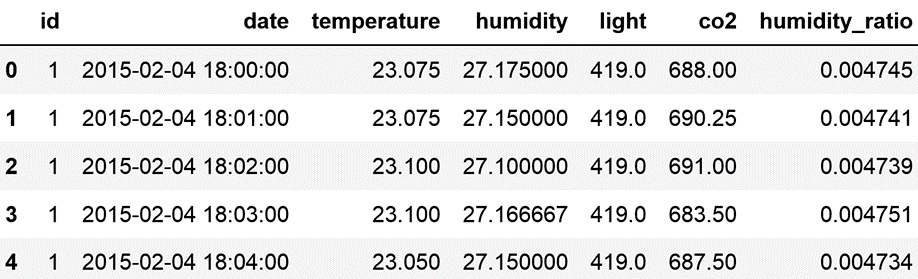 id date temperature humidity light co2 humidity_ratio
0 1 2015-02-04 18:00:00 23.075 27.175000 419.0 688.00 0.004745
1 1 2015-02-04 18:01:00 23.075 27.150000 419.0 690.25 0.004741
2 1 2015-02-04 18:02:00 23.100 27.100000 419.0 691.00 0.004739
3 1 2015-02-04 18:03:00 23.100 27.166667 419.0 683.50 0.004751
4 1 2015-02-04 18:04:00 23.050 27.150000 419.0 687.50 0.004734